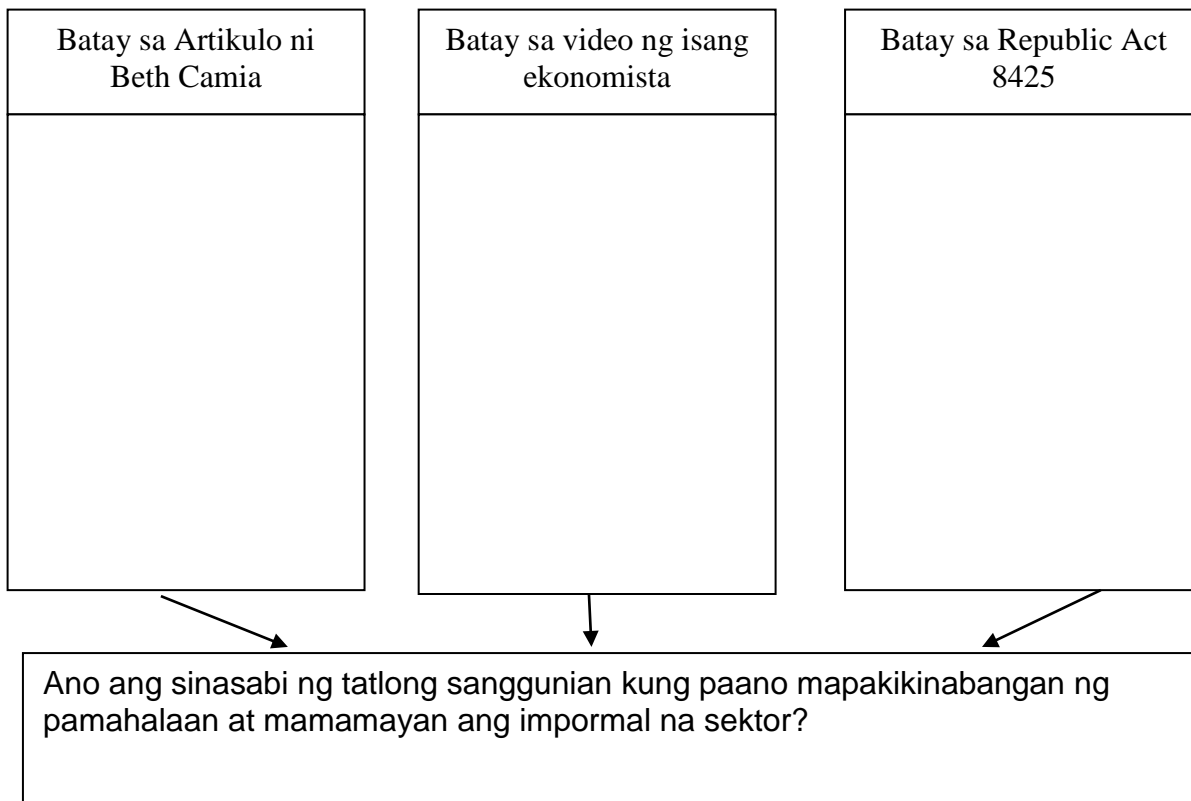 Batay sa Artikulo ni
Beth Camia
Batay sa video ng isang
ekonomista
Batay sa Republic Act
8425
Ano ang sinasabi ng tatlong sanggunian kung paano mapakikinabangan ng
pamahalaan at mamamayan ang impormal na sektor?